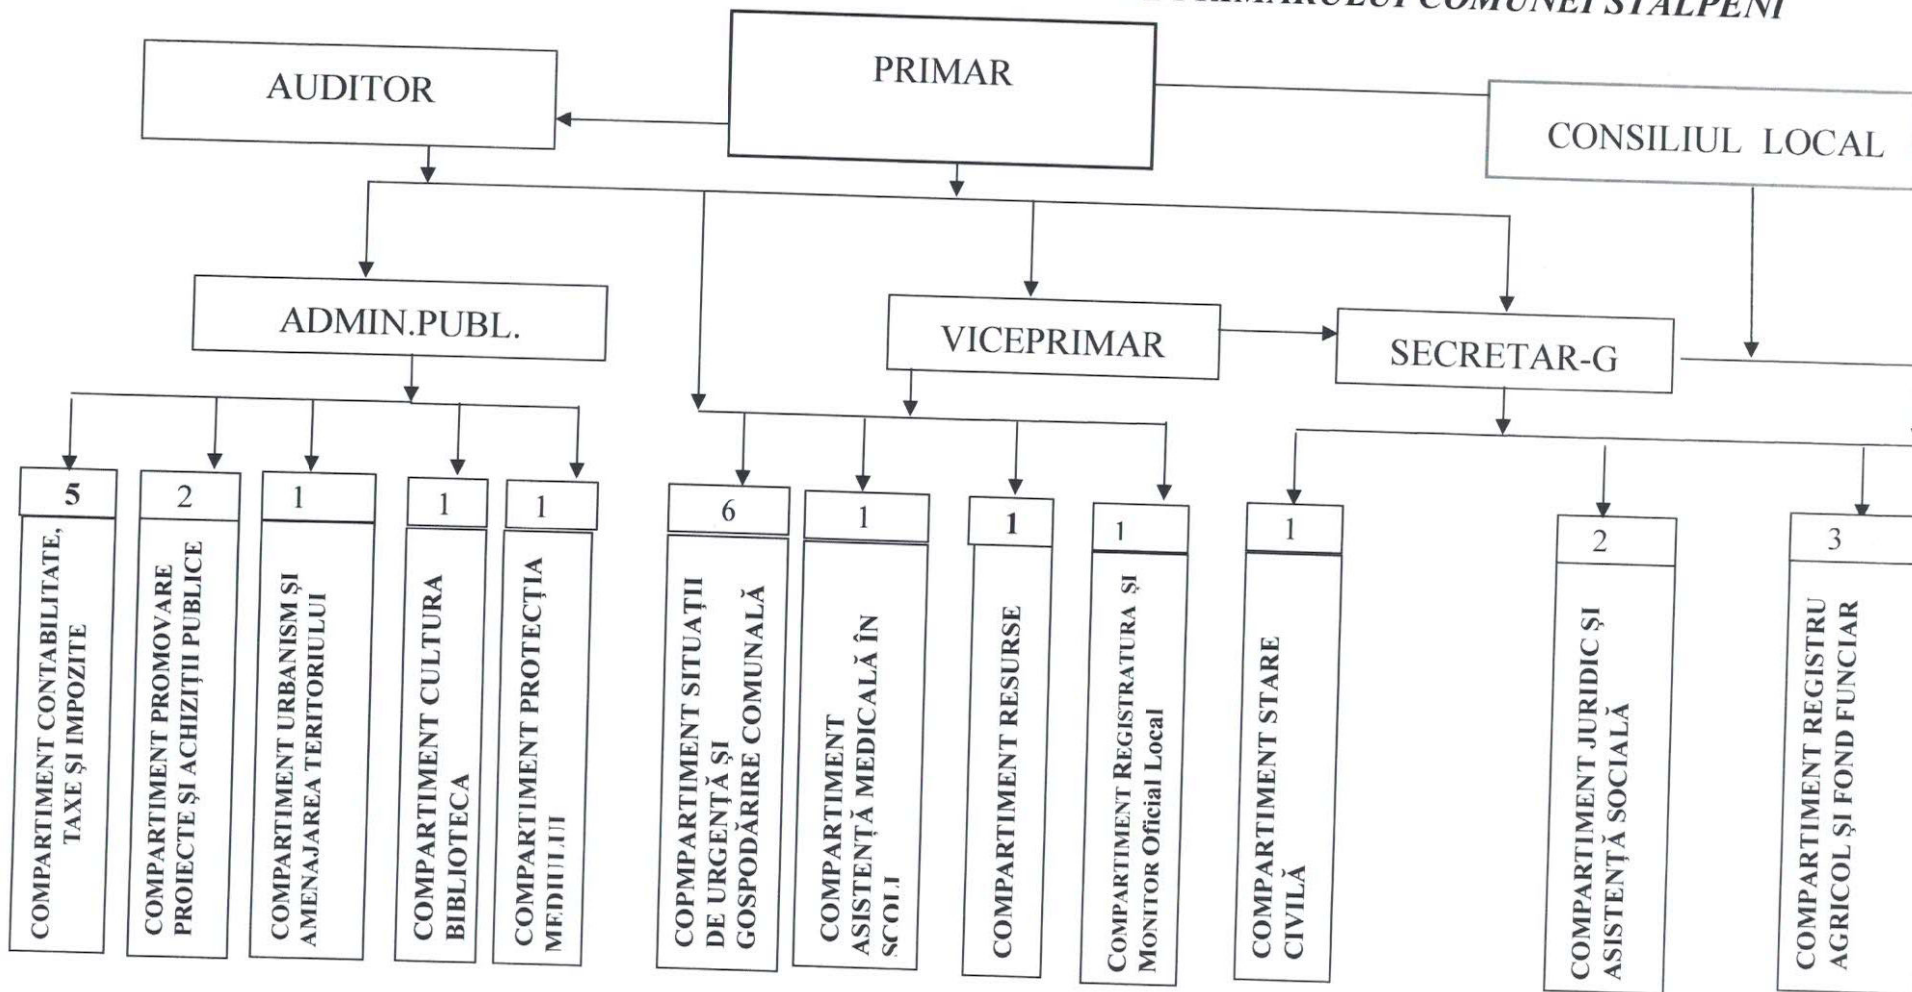 PRIMARULUI COMUNEI STALPENI
AUDITOR
PRIMAR
CONSILIUL LOCAL
ADMIN.PUBL.
VICEPRIMAR
SECRETAR-G
5
COMPARTIMENT CONTABILITATE,
TAXE ȘI IMPOZITE
2
COMPARTIMENT PROMOVARE
PROIECTE ȘI ACHIZIȚII PUBLICE
1
COMPARTIMENT URBANISM ȘI
AMENAJAREA TERITORIULUI
1
COMPARTIMENT CULTURA
BIBLIOTECA
1
COMPARTIMENT PROTECȚIA
MEDIULUI
6
COPMPARTIMENT SITUAȚII
DE URGENȚĂ ȘI
GOSPODĂRIRE COMUNALĂ
1
COMPARTIMENT
ASISTENȚĂ MEDICALĂ ÎN
ȘCOLI
1
COMPARTIMENT RESURSE
1
COMPARTIMENT REGISTRATURA ȘI
Monitor Oficial Local
1
COMPARTIMENT STARE
CIVILĂ
2
COMPARTIMENT JURIDIC ȘI
ASISTENȚĂ SOCIALĂ
3
COMPARTIMENT REGISTRU
AGRICOL ȘI FOND FUNCIAR